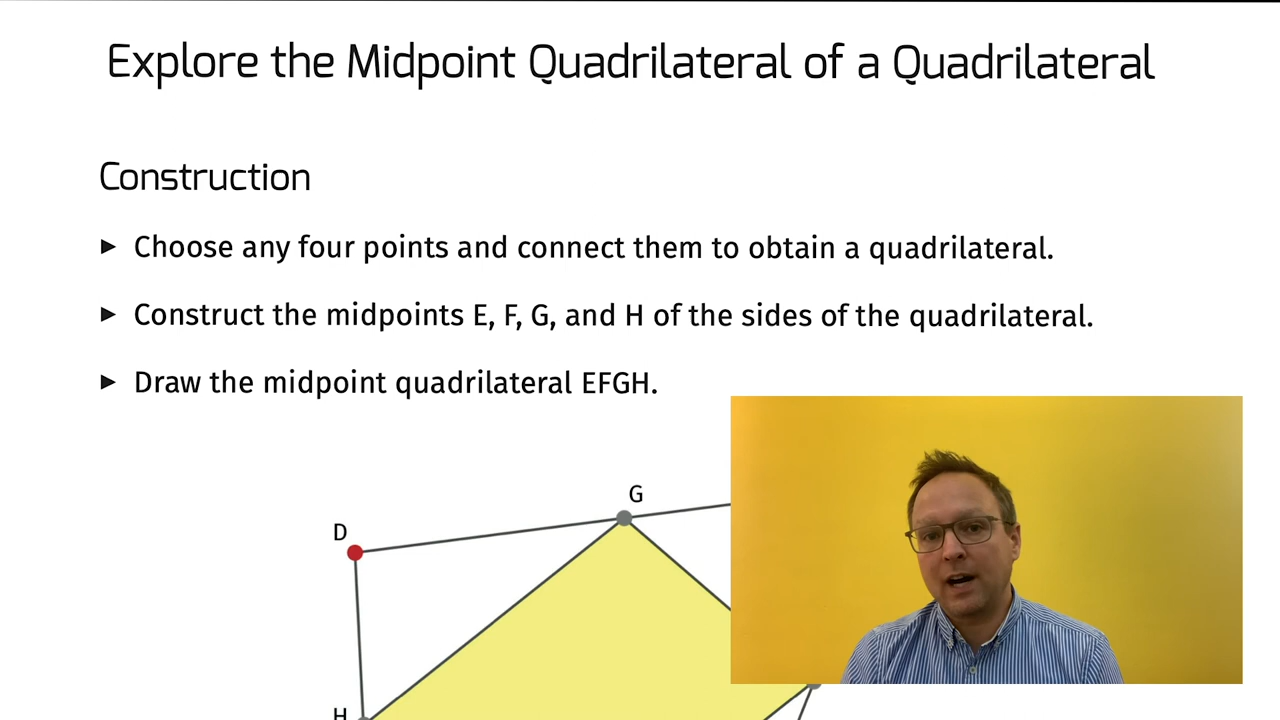 Explore the Midpoint Quadrilateral of a Quadrilateral
Construction
▸ Choose any four points and connect them to obtain a quadrilateral.
▸ Construct the midpoints E, F, G, and H of the sides of the quadrilateral.
▸ Draw the midpoint quadrilateral EFGH.
G
D
H